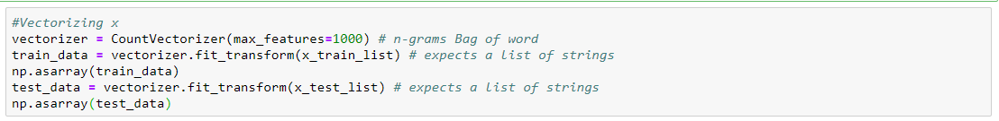 #Vectorizing x
vectorizer = CountVectorizer(max_features=1000) # n-grams Bag of word
train_data = vectorizer.fit_transform(x_train_list) # expects a list of strings
np.asarray(train_data)
test_data = vectorizer.fit_transform(x_test_list) # expects a list of strings
np.asarray(test_data)